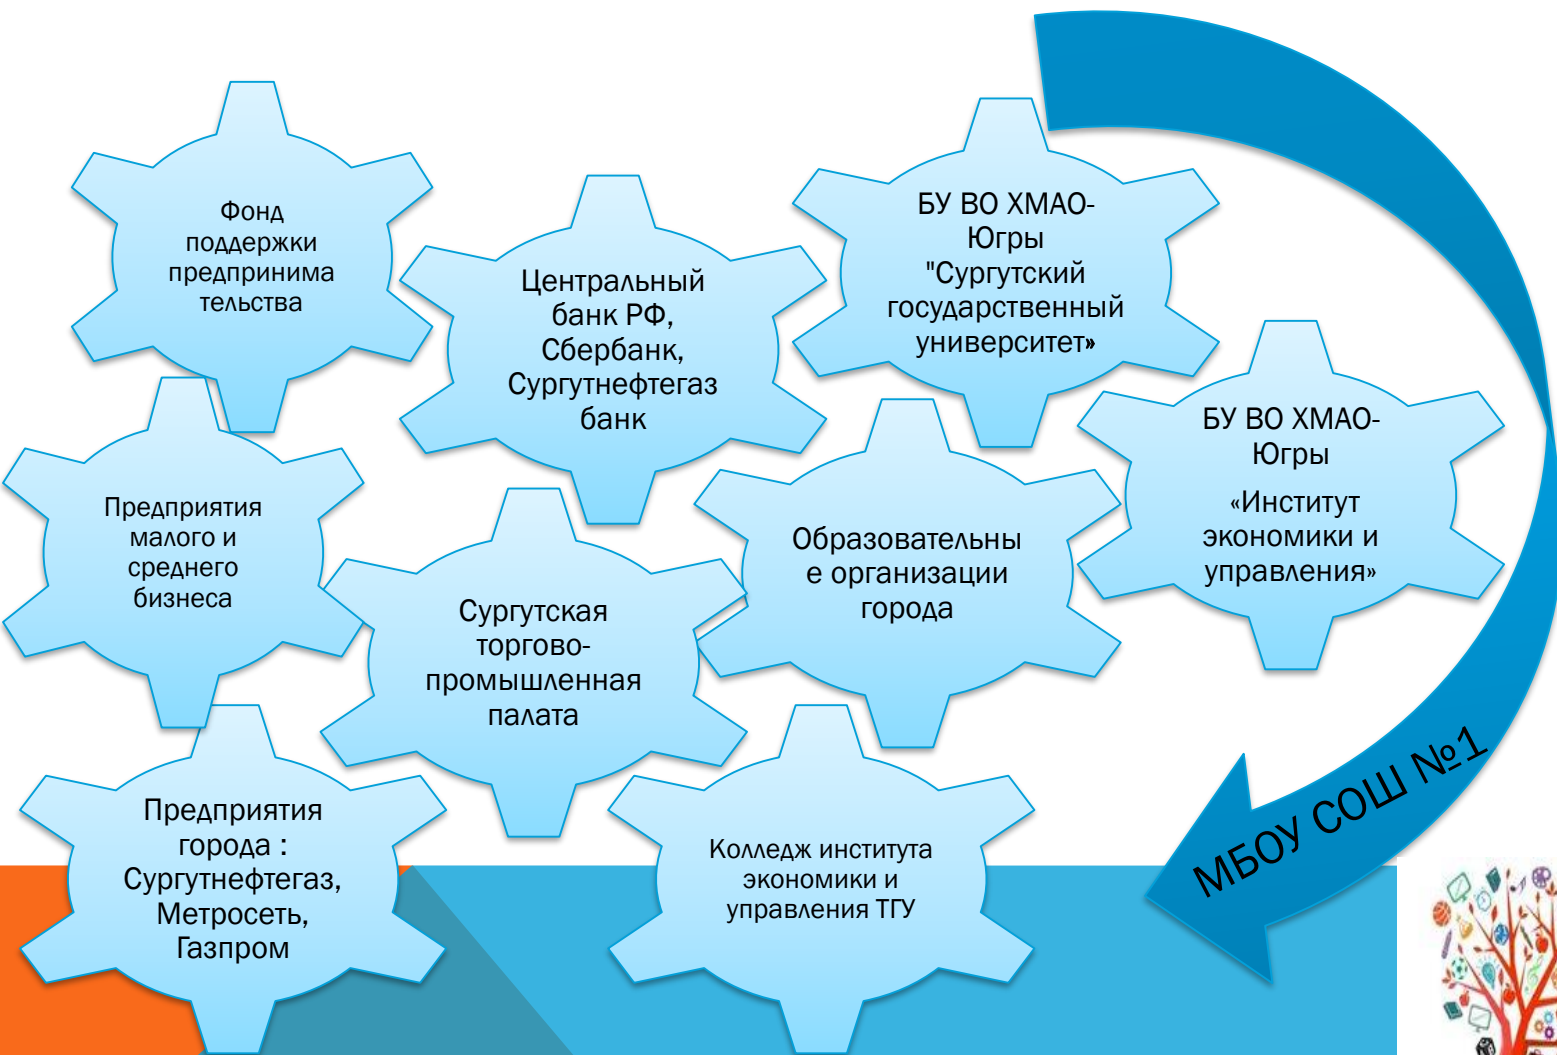 Фонд
поддержки
предпринима
тельства
Центральный
банк РФ,
Сбербанк,
Сургутнефтегаз
банк
БУ ВО ХМАО-
Югры
"Сургутский
государственный
университет»
БУ ВО ХМАО-
Югры
«Институт
экономики и
управления»
Предприятия
малого и
среднего
бизнеса
Сургутская
торгово-
промышленная
палата
Образовательны
е организации
города
Предприятия
города :
Сургутнефтегаз,
Метросеть,
Газпром
Колледж института
экономики и
управления ТГУ
МБОУ СОШ №1